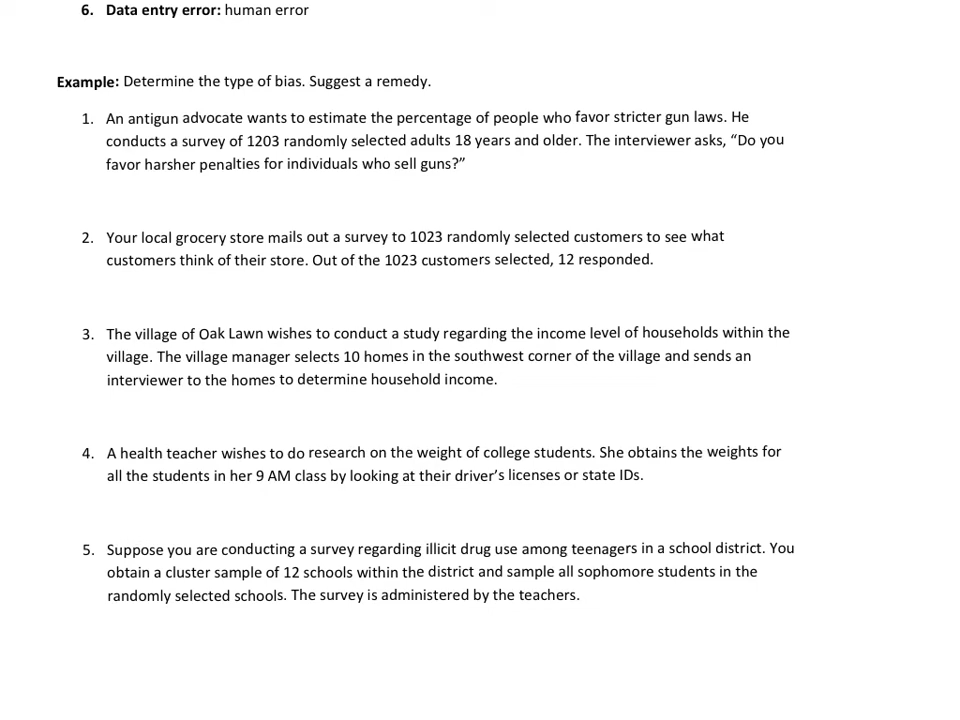 6. Data entry error: human error
Example: Determine the type of bias. Suggest a remedy.
1. An antigun advocate wants to estimate the percentage of people who favor stricter gun laws. He
conducts a survey of 1203 randomly selected adults 18 years and older. The interviewer asks, “Do you
favor harsher penalties for individuals who sell guns?”
2. Your local grocery store mails out a survey to 1023 randomly selected customers to see what
customers think of their store. Out of the 1023 customers selected, 12 responded.
3. The village of Oak Lawn wishes to conduct a study regarding the income level of households within the
village. The village manager selects 10 homes in the southwest corner of the village and sends an
interviewer to the homes to determine household income.
4. A health teacher wishes to do research on the weight of college students. She obtains the weights for
all the students in her 9 AM class by looking at their driver’s licenses or state IDs.
5. Suppose you are conducting a survey regarding illicit drug use among teenagers in a school district. You
obtain a cluster sample of 12 schools within the district and sample all sophomore students in the
randomly selected schools. The survey is administered by the teachers.